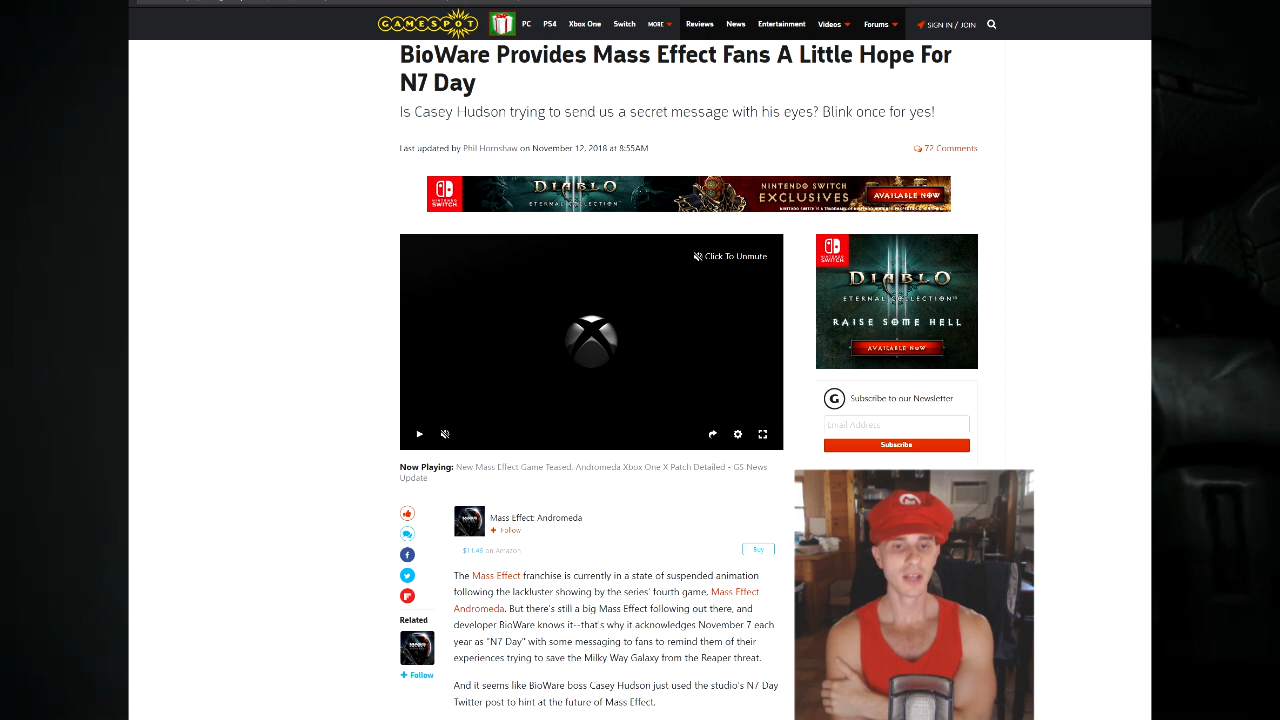 GAMESPOT
PC PS4 Xbox One Switch MORE Reviews News Entertainment Videos Forums SIGN IN / JOIN
BioWare Provides Mass Effect Fans A Little Hope For
N7 Day
Is Casey Hudson trying to send us a secret message with his eyes? Blink once for yes!
Last updated by Phil Hornshaw on November 12, 2018 at 8:55AM
72 Comments
NINTENDO SWITCH
DIABLO
ETERNAL COLLECTION
NINTENDO SWITCH
EXCLUSIVES
AVAILABLE NOW
Click To Unmute
NINTENDO SWITCH
DIABLO
ETERNAL COLLECTION
RAISE SOME HELL
AVAILABLE NOW
G Subscribe to our Newsletter
Email Address
Subscribe
Now Playing: New Mass Effect Game Teased, Andromeda Xbox One X Patch Detailed - GS News
Update
Mass Effect: Andromeda
+ Follow
$11.45 on Amazon
Buy
The Mass Effect franchise is currently in a state of suspended animation
following the lackluster showing by the series' fourth game, Mass Effect
Andromeda. But there's still a big Mass Effect following out there, and
developer BioWare knows it--that's why it acknowledges November 7 each
year as "N7 Day" with some messaging to fans to remind them of their
experiences trying to save the Milky Way Galaxy from the Reaper threat.
And it seems like BioWare boss Casey Hudson just used the studio's N7 Day
Twitter post to hint at the future of Mass Effect.
Related
+ Follow
M